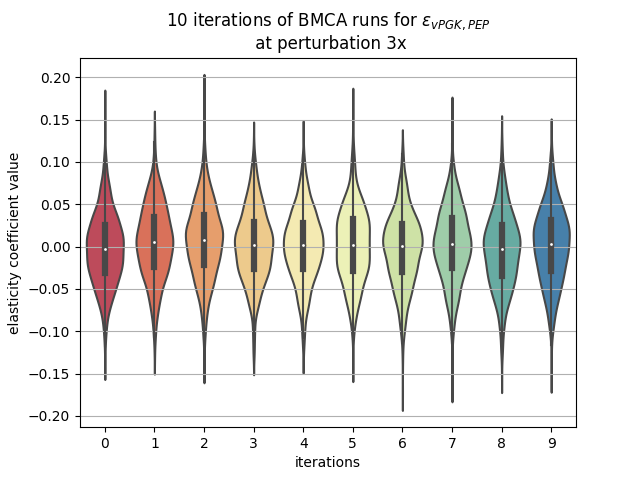 10 iterations of BMCA runs for ε_{vPGK, PEP}
at perturbation 3x
elasticity coefficient value
0.20
0.15
0.10
0.05
0.00
−0.05
−0.10
−0.15
−0.20
0 1 2 3 4 5 6 7 8 9
iterations